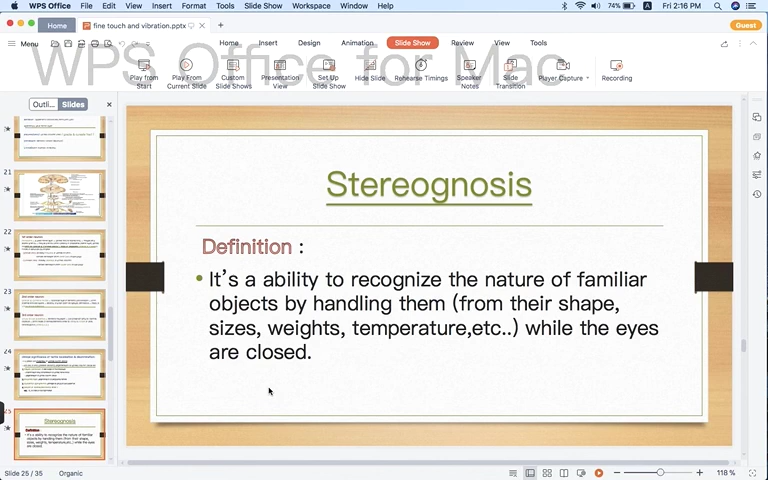 WPS Office File Edit View Insert Format Tools Slide Show Workspace Window Help 74% A Fri 2:16 PM
Home fine touch and vibration.pptx Guest
WPS Office for Mac
Menu Home Insert Design Animation Slide Show Review View Tools
Play from Start Play From Current Slide Custom Slide Shows Presentation View Set Up Slide Show Hide Slide Rehearse Timings Speaker Notes Slide Transition Player Capture Recording
Outli... Slides
21
22
23
24
25
Stereognosis
Definition :
It's a ability to recognize the nature of familiar
objects by handling them (from their shape,
sizes, weights, temperature,etc..) while the eyes
are closed.
Slide 25 / 35 Organic 118 %